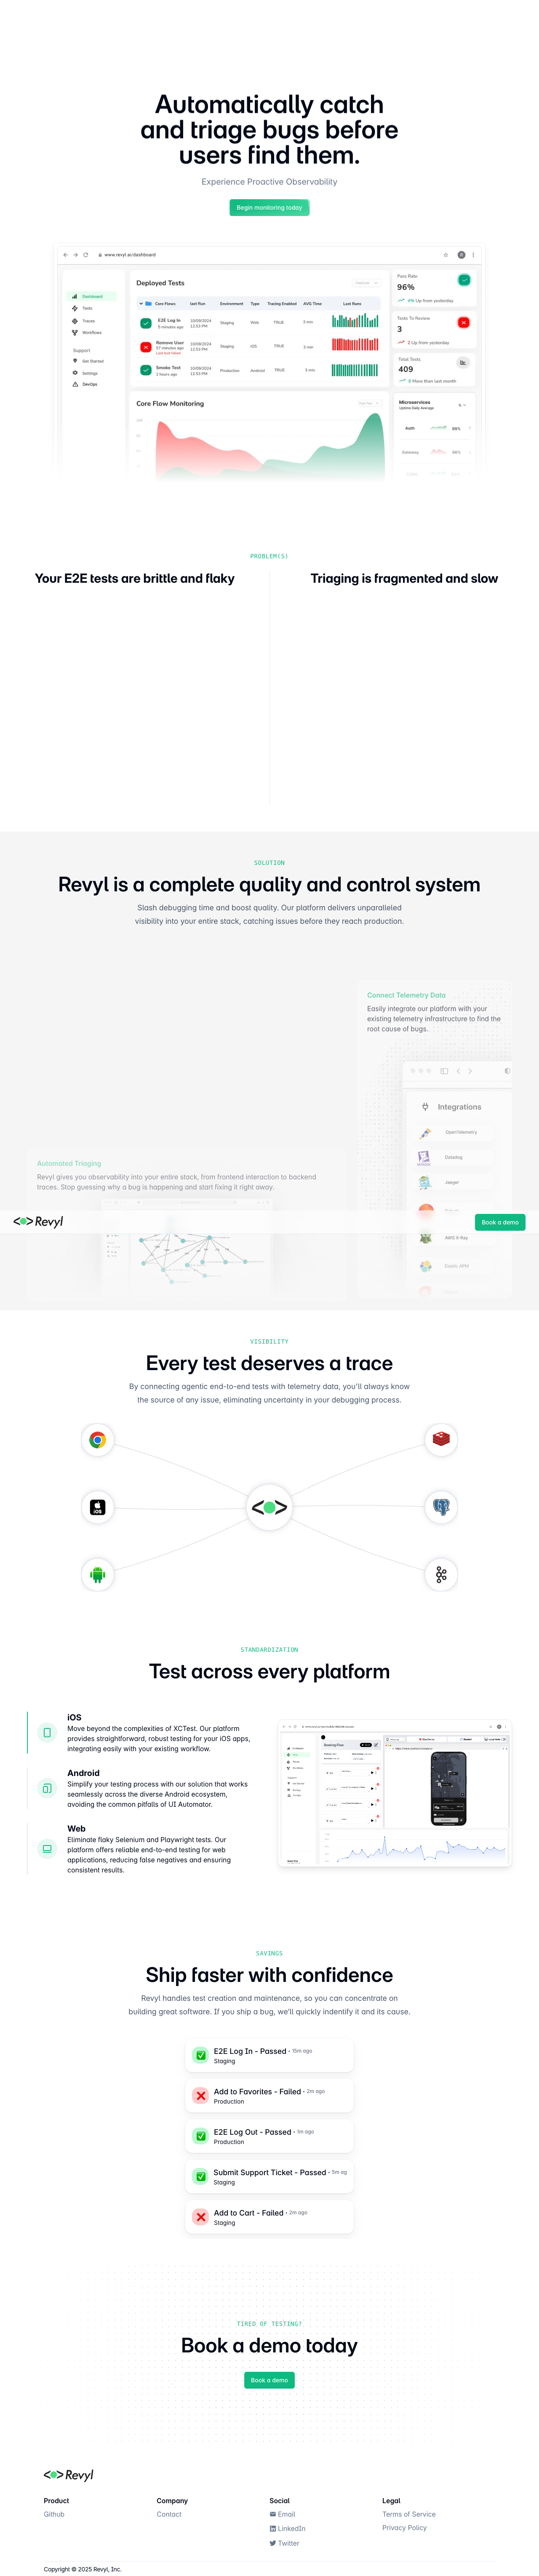 Automatically catch
and triage bugs before
users find them.
Experience Proactive Observability
Begin monitoring today
www.revyl.ai/dashboard
Dashboard
Tests
Traces
Workflows
Support
Get Started
Settings
DevOps
Deployed Tests
Core Flows
Last Run
Environment
Type
Tracing Enabled
AVG Time
Last Runs
E2E Log In
5 minutes ago
10/09/2024
12:53 PM
Staging
Web
TRUE
3 min
Remove User
57 minutes ago
Last test failed
10/09/2024
12:53 PM
Staging
iOS
TRUE
3 min
Smoke Test
2 hours ago
10/09/2024
12:53 PM
Production
Android
TRUE
3 min
Core Flow Monitoring
Pass Rate
96%
Up from yesterday
Tests To Review
3
2 Up from yesterday
Total Tests
409
8 More than last month
Microservices
Uptime Daily Average
Auth
99%
Gateway
98%
PROBLEM(S)
Your E2E tests are brittle and flaky
Triaging is fragmented and slow
SOLUTION
Revyl is a complete quality and control system
Slash debugging time and boost quality. Our platform delivers unparalleled
visibility into your entire stack, catching issues before they reach production.
Connect Telemetry Data
Easily integrate our platform with your
existing telemetry infrastructure to find the
root cause of bugs.
Integrations
OpenTelemetry
Datadog
Jaeger
AWS X-Ray
Elastic APM
Automated Triaging
Revyl gives you observability into your entire stack, from frontend interaction to backend
traces. Stop guessing why a bug is happening and start fixing it right away.
Revyl
Book a demo
VISIBILITY
Every test deserves a trace
By connecting agentic end-to-end tests with telemetry data, you'll always know
the source of any issue, eliminating uncertainty in your debugging process.
iOS
STANDARDIZATION
Test across every platform
iOS
Move beyond the complexities of XCTest. Our platform
provides straightforward, robust testing for your iOS apps,
integrating easily with your existing workflow.
Android
Simplify your testing process with our solution that works
seamlessly across the diverse Android ecosystem,
avoiding the common pitfalls of UI Automator.
Web
Eliminate flaky Selenium and Playwright tests. Our
platform offers reliable end-to-end testing for web
applications, reducing false negatives and ensuring
consistent results.
Booking Flow
SAVINGS
Ship faster with confidence
Revyl handles test creation and maintenance, so you can concentrate on
building great software. If you ship a bug, we'll quickly indentify it and its cause.
E2E Log In - Passed • 15m ago
Staging
Add to Favorites - Failed • 2m ago
Production
E2E Log Out - Passed • 1m ago
Production
Submit Support Ticket - Passed • 5m ag
Staging
Add to Cart - Failed • 2m ago
Staging
TIRED OF TESTING?
Book a demo today
Book a demo
Revyl
Product
Github
Company
Contact
Social
Email
LinkedIn
Twitter
Legal
Terms of Service
Privacy Policy
Copyright © 2025 Revyl, Inc.